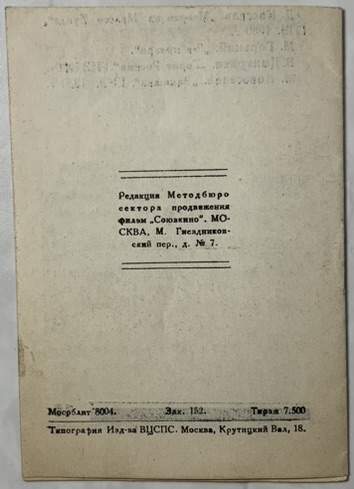 Редакция Методбюро
сектора продвижения
фильм „Союзкино". МО-
СКВА, М. Гнездников-
ский пер., д. № 7.
Мосрблит 8004. Зак. 152. Тираж 7.500
Типография Изд-ва ВЦСПС. Москва, Крутицкий Вал, 18.